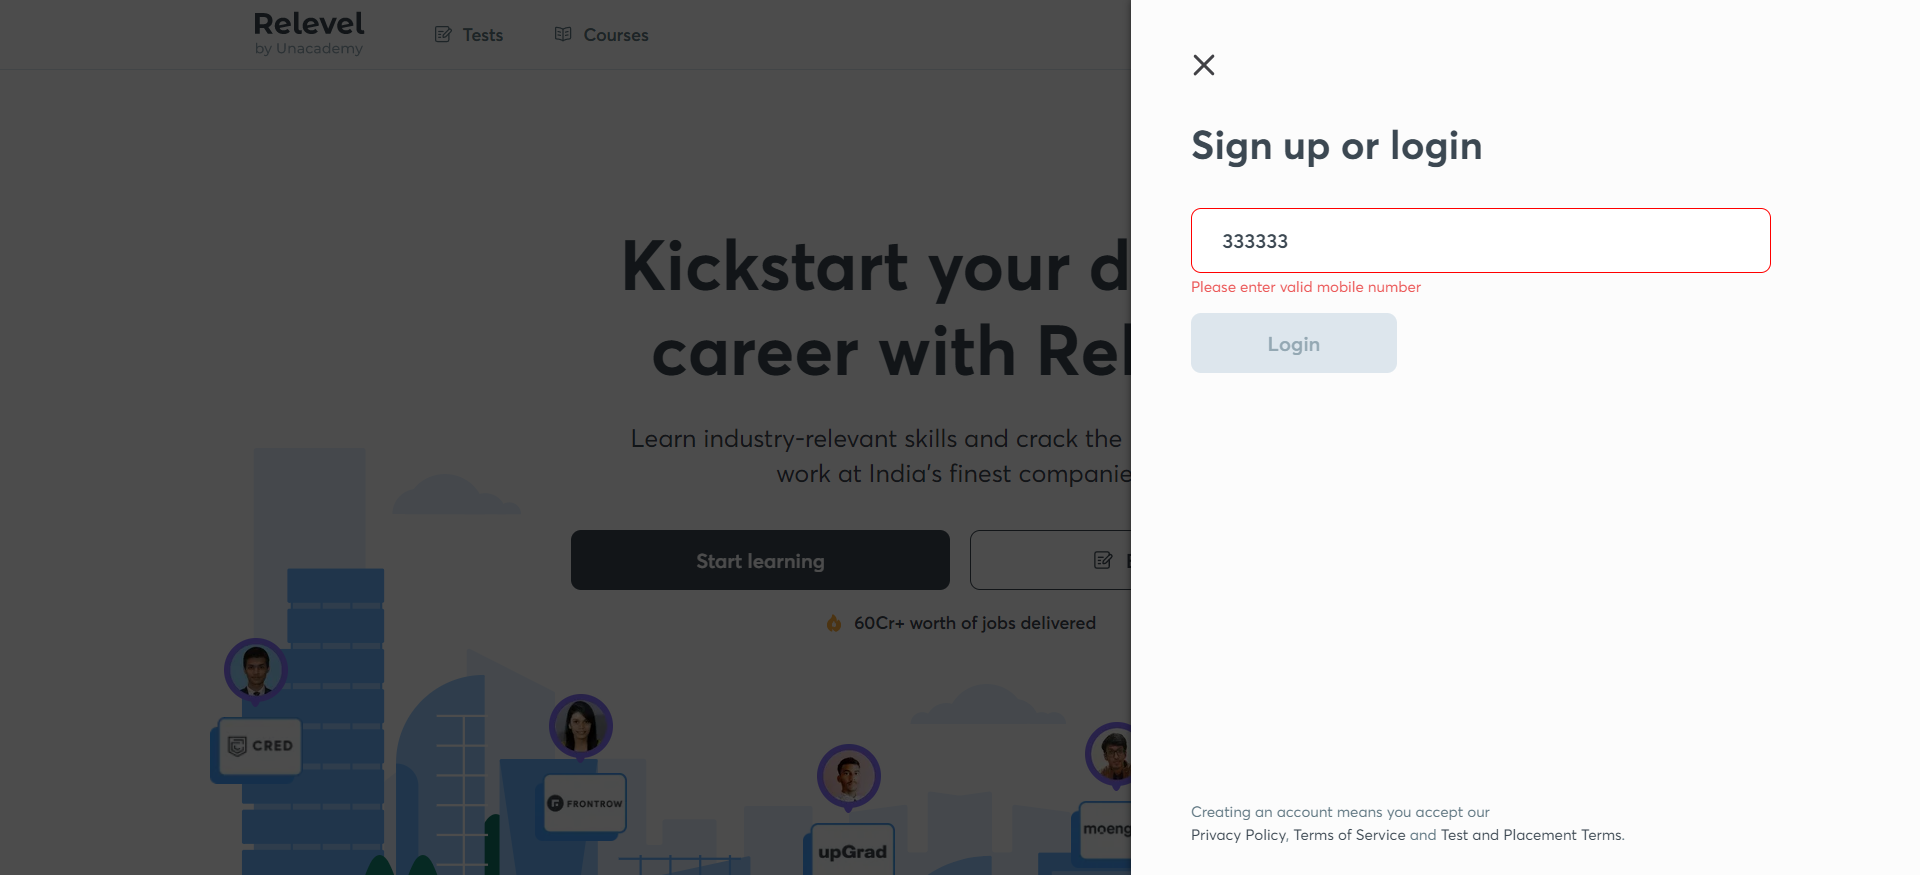 Relevel
by Unacademy
Tests
Courses
Kickstart your d
career with Rel
Learn industry-relevant skills and crack the
work at India's finest companie
Start learning
60Cr+ worth of jobs delivered
CRED
FRONTROW
upGrad
moeng
Sign up or login
333333
Please enter valid mobile number
Login
Creating an account means you accept our
Privacy Policy, Terms of Service and Test and Placement Terms.